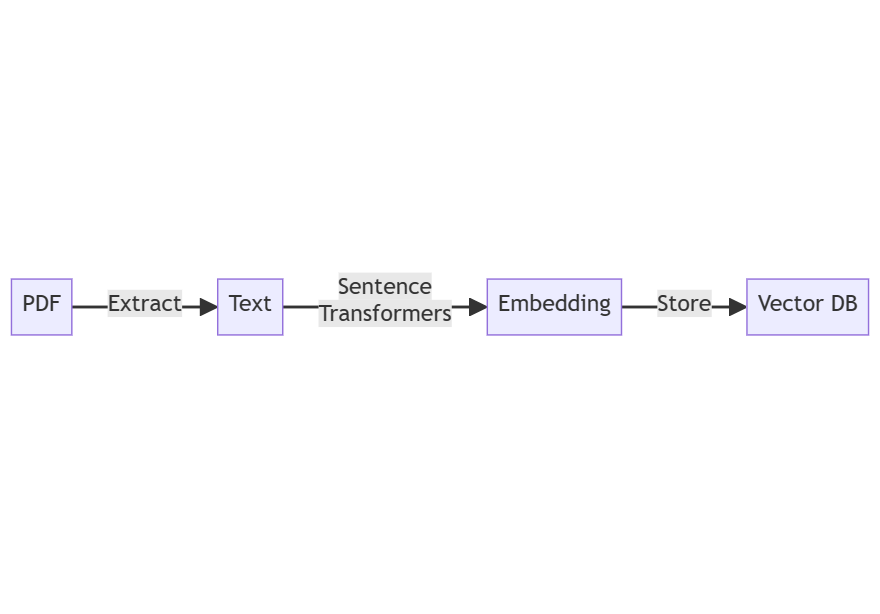 PDF
Extract
Text
Sentence
Transformers
Embedding
Store
Vector DB